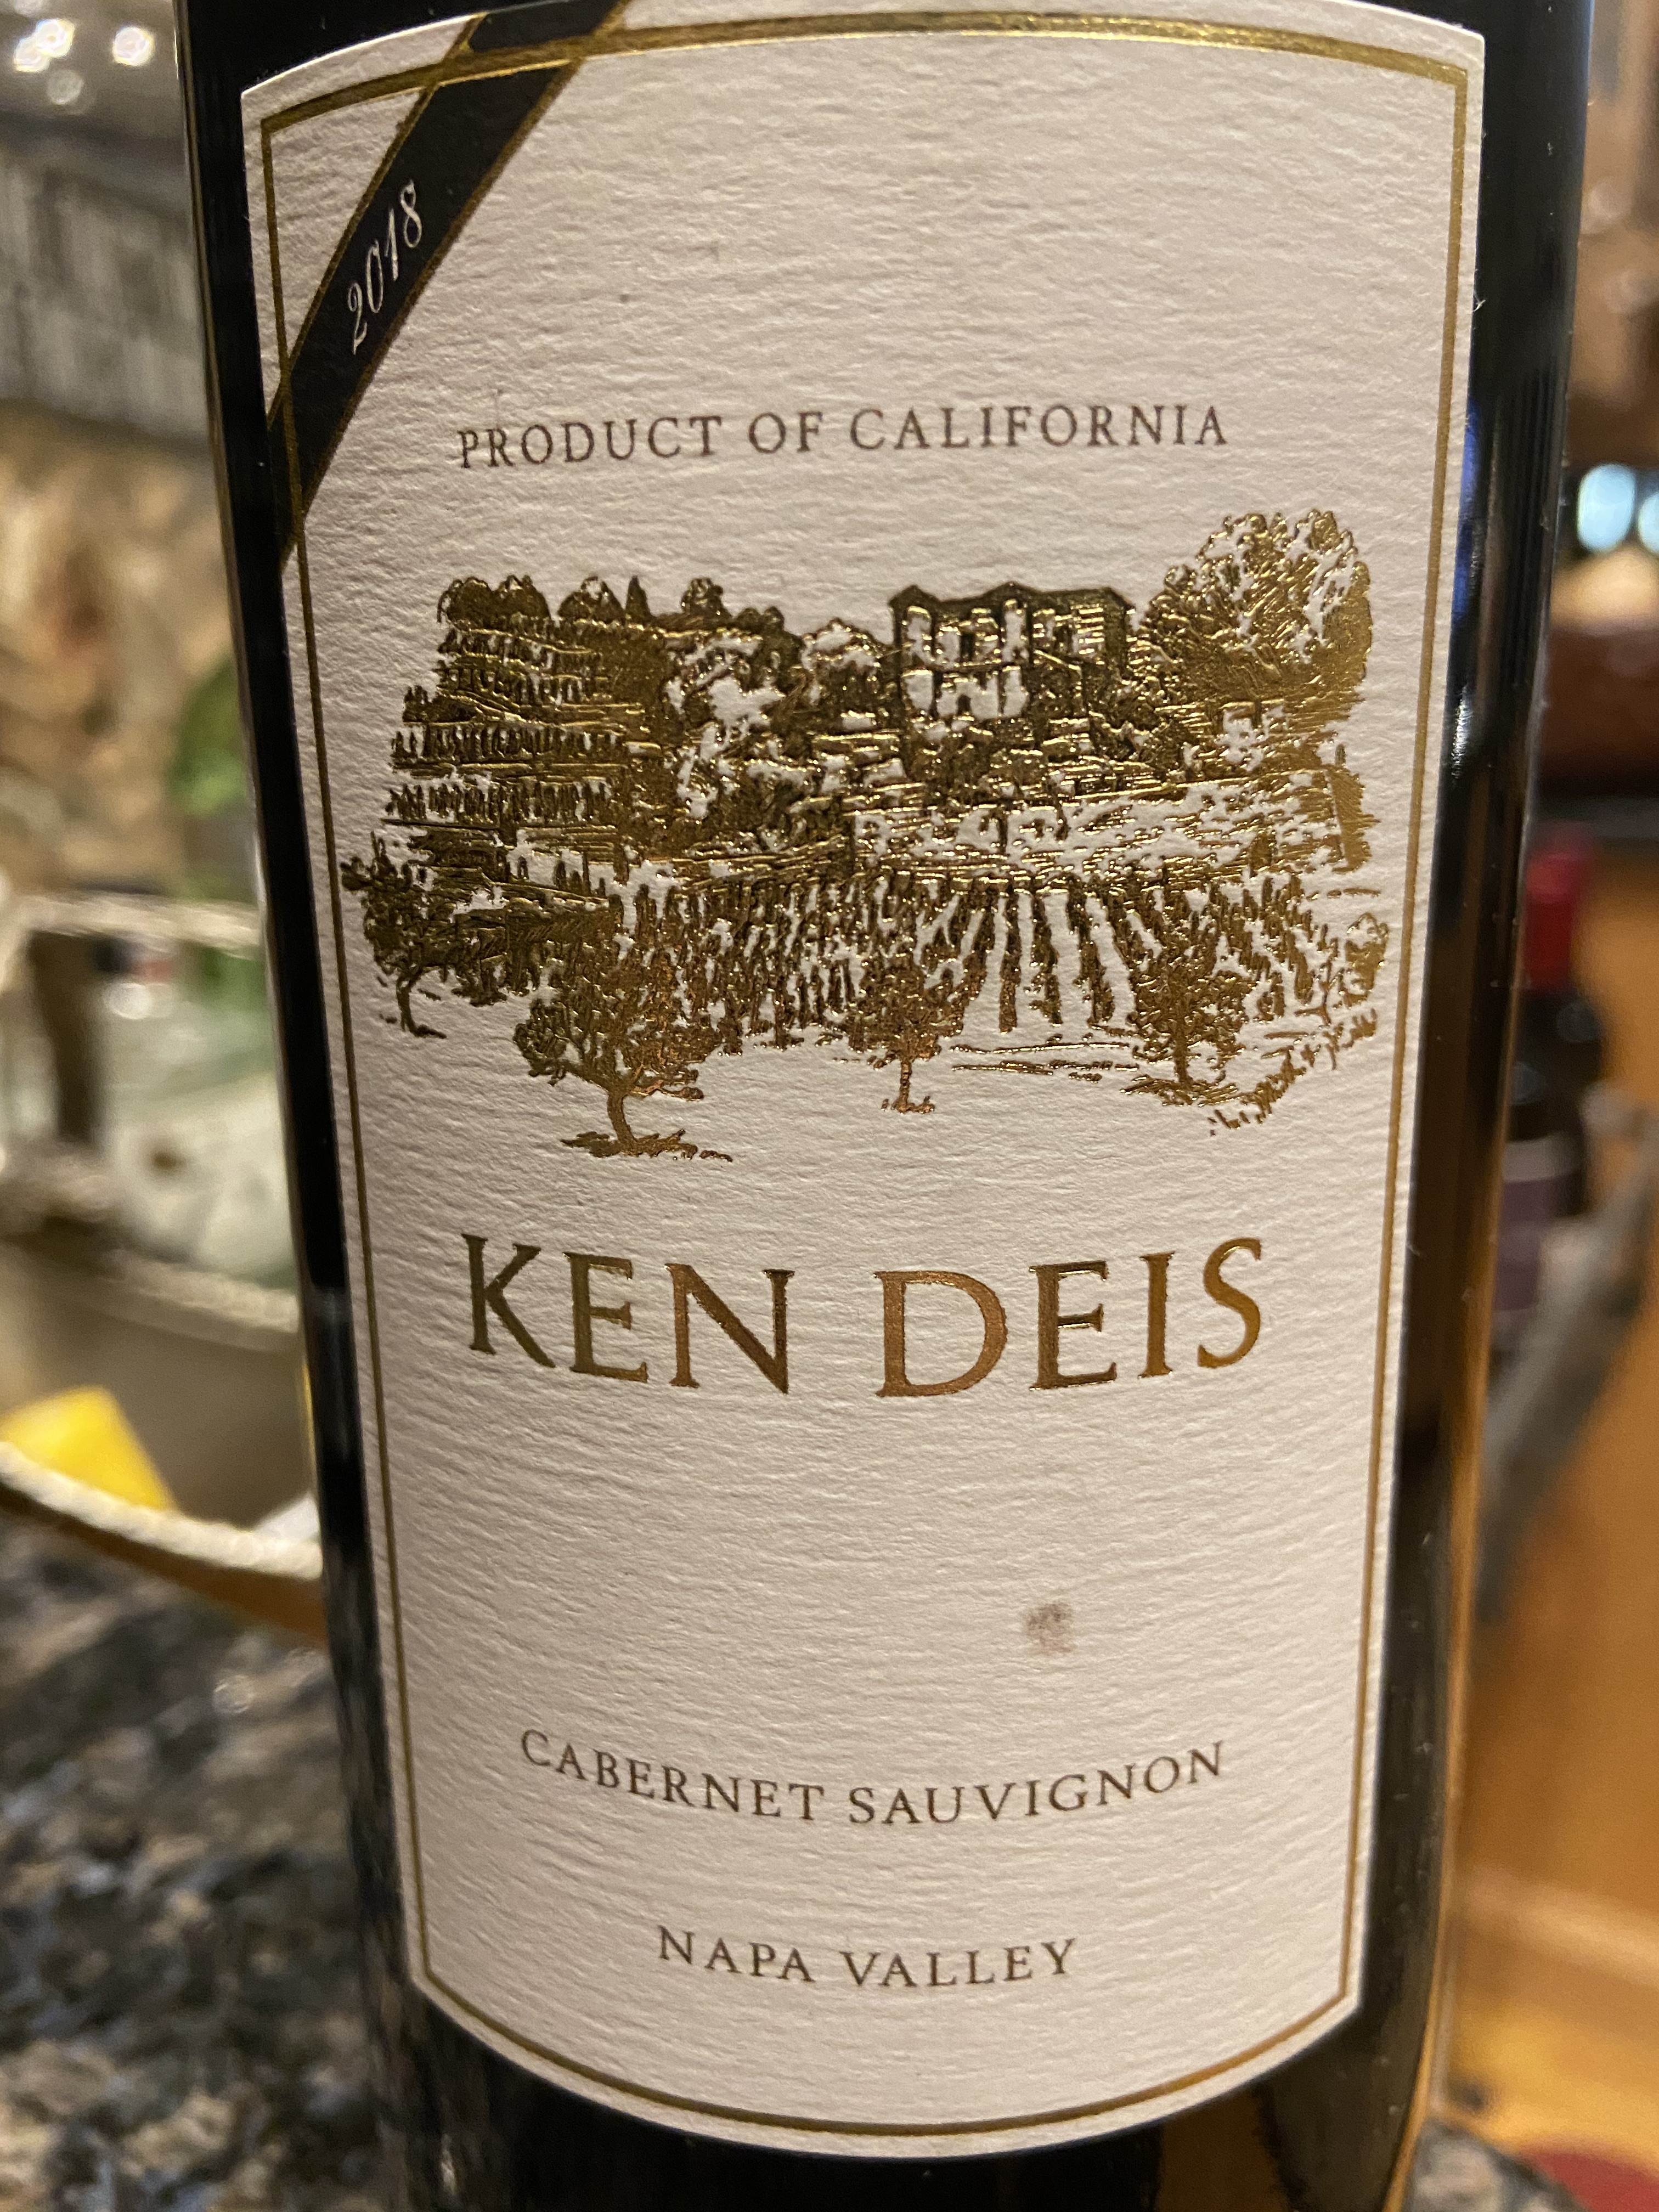 2018
PRODUCT OF CALIFORNIA
KEN DEIS
CABERNET SAUVIGNON
NAPA VALLEY